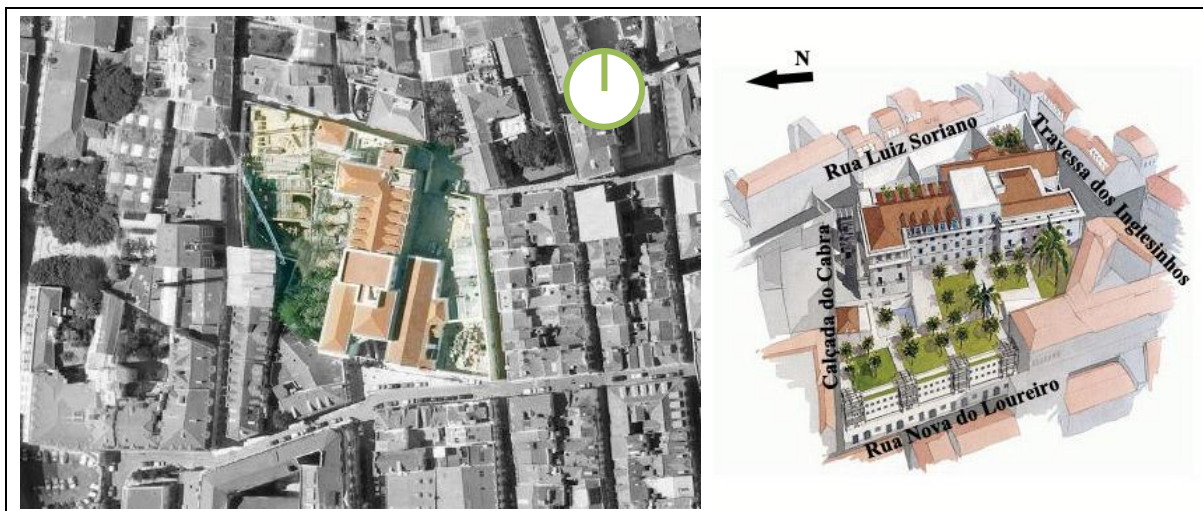 N
Rua Luiz Soriano
Travessa dos Inglesinhos
Calçada do Cabra
Rua Nova do Loureiro